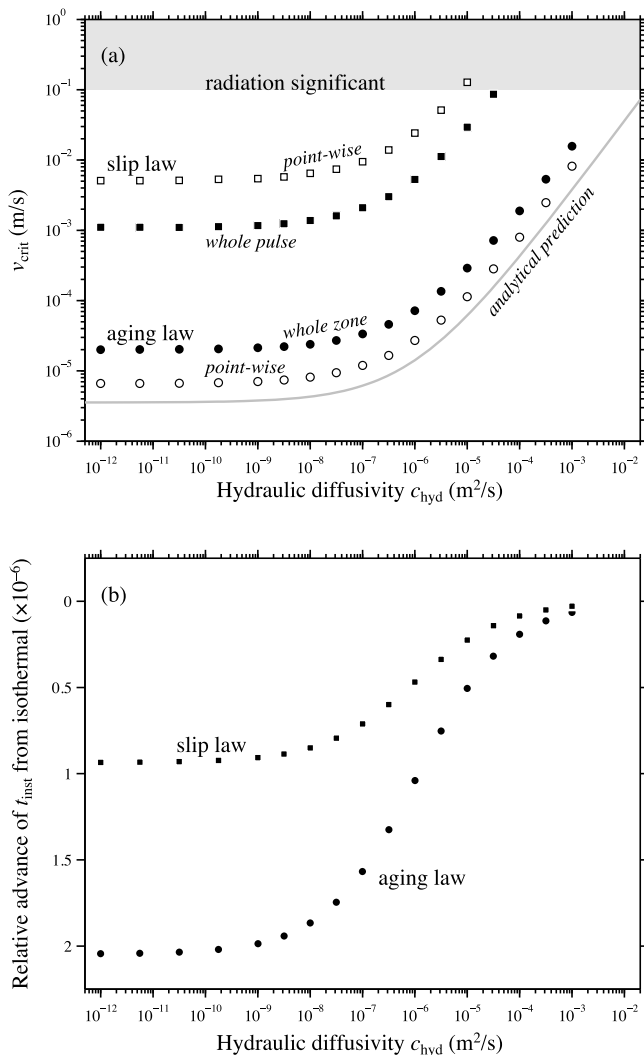 10⁰
(a)
radiation significant
10⁻¹
slip law
point-wise
10⁻²
whole pulse
10⁻³
v_crit (m/s)
10⁻⁴
aging law
whole zone
analytical prediction
10⁻⁵
point-wise
10⁻⁶
10⁻¹² 10⁻¹¹ 10⁻¹⁰ 10⁻⁹ 10⁻⁸ 10⁻⁷ 10⁻⁶ 10⁻⁵ 10⁻⁴ 10⁻³ 10⁻²
Hydraulic diffusivity c_hyd (m²/s)
(b)
0
0.5
slip law
1
aging law
1.5
2
Relative advance of t_inst from isothermal (×10⁻⁶)
10⁻¹² 10⁻¹¹ 10⁻¹⁰ 10⁻⁹ 10⁻⁸ 10⁻⁷ 10⁻⁶ 10⁻⁵ 10⁻⁴ 10⁻³ 10⁻²
Hydraulic diffusivity c_hyd (m²/s)